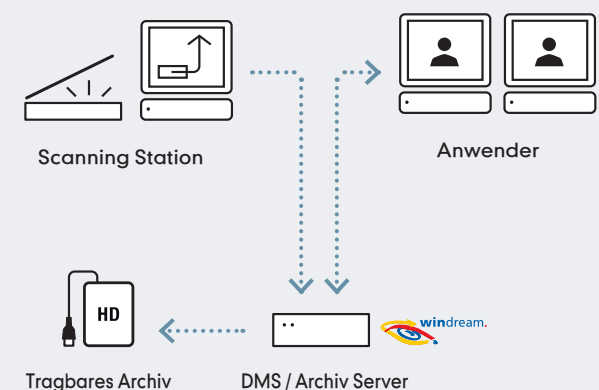 Scanning Station
Anwender
HD
windream.
Tragbares Archiv
DMS / Archiv Server